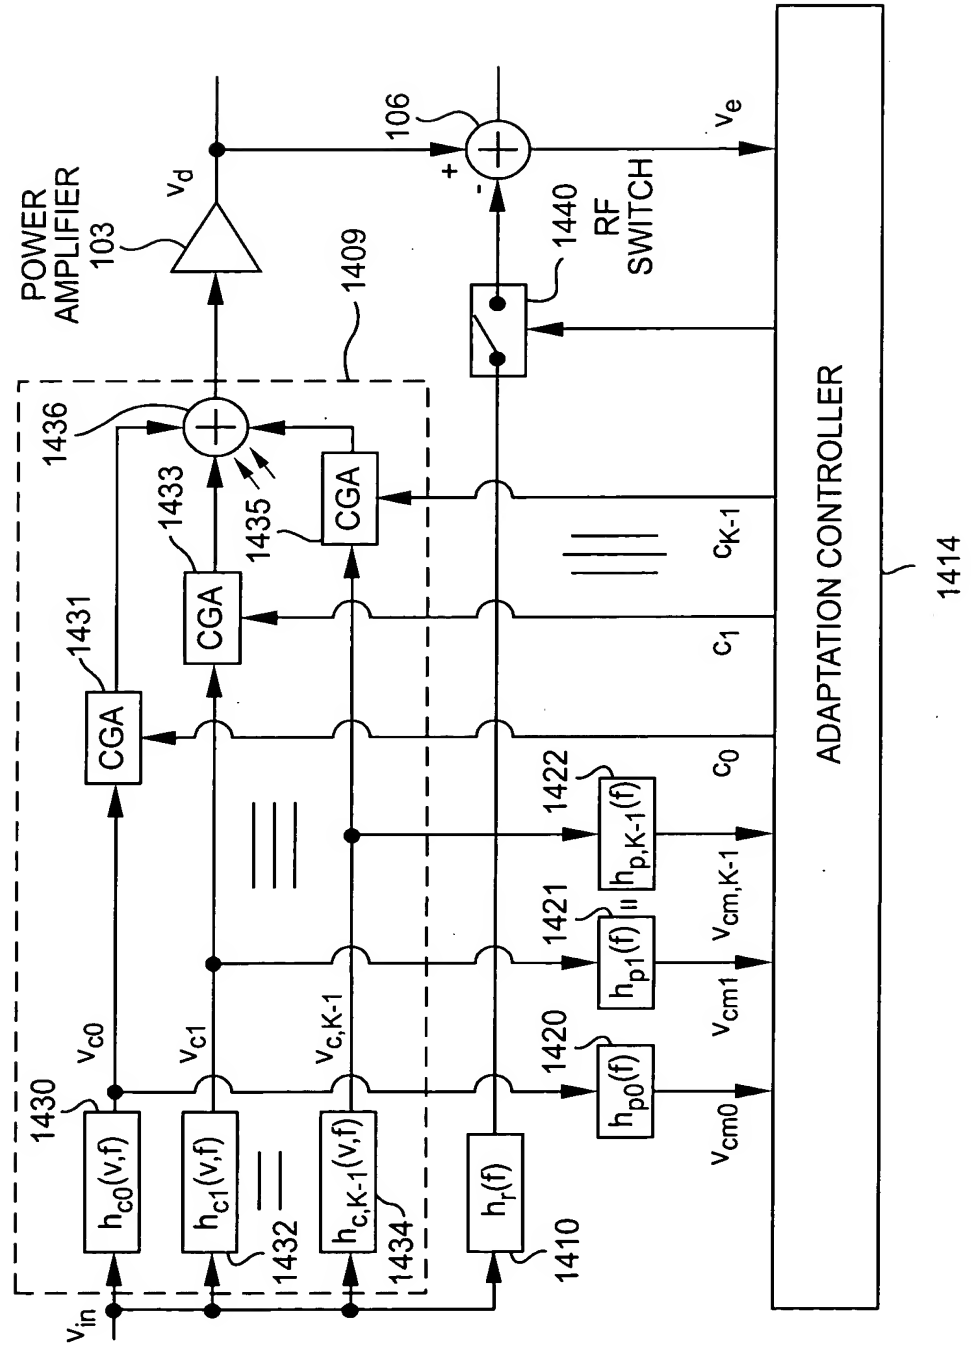 POWER
AMPLIFIER
103
v_d
106
+
-
v_e
1440
RF
SWITCH
1409
1436
1433
1435
1431
CGA
CGA
CGA
v_in
1430
h_c0(v,f)
v_c0
h_c1(v,f)
v_c1
1432
h_c,K-1(v,f)
v_c,K-1
1434
h_r(f)
1410
1420
h_p0(f)
v_cm0
1421
h_p1(f)
v_cm1
1422
h_p,K-1(f)
v_cm,K-1
c_0
c_1
c_K-1
ADAPTATION CONTROLLER
1414